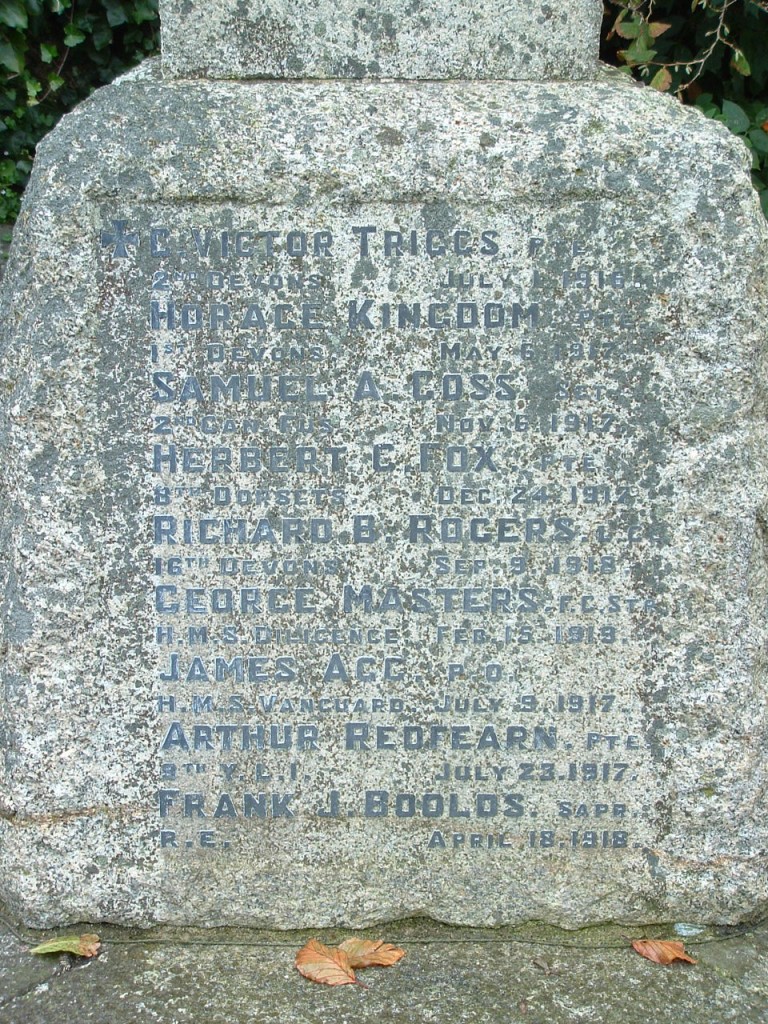 C. VICTOR TRIGGS. PTE.
2ND DEVONS. JULY 1. 1916.
HORACE KINGDOM. PTE.
1ST DEVONS. MAY 6. 1917.
SAMUEL A. GOSS.
2ND CAN. FUS. NOV. 6. 1917.
HERBERT C. FOX. PTE.
8TH DORSETS. DEC. 24.
RICHARD B. ROGERS.
16TH DEVONS. SEP. 9. 1918.
GEORGE MASTERS. F.C. STR.
H.M.S. DILIGENCE. FEB. 15. 1919.
JAMES AGG. P.O.
H.M.S. VANGUARD. JULY 9. 1917.
ARTHUR REDFEARN. PTE.
9TH Y.L.I. JULY 23. 1917.
FRANK J. BOOLDS. SAPR.
R.E. APRIL 18. 1918.